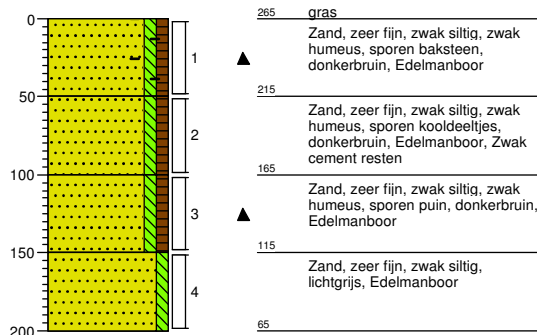 0
50
100
150
200
1
2
3
4
265
gras
Zand, zeer fijn, zwak siltig, zwak
humeus, sporen baksteen,
donkerbruin, Edelmanboor
215
Zand, zeer fijn, zwak siltig, zwak
humeus, sporen kooldeeltjes,
donkerbruin, Edelmanboor, Zwak
cement resten
165
Zand, zeer fijn, zwak siltig, zwak
humeus, sporen puin, donkerbruin,
Edelmanboor
115
Zand, zeer fijn, zwak siltig,
lichtgrijs, Edelmanboor
65